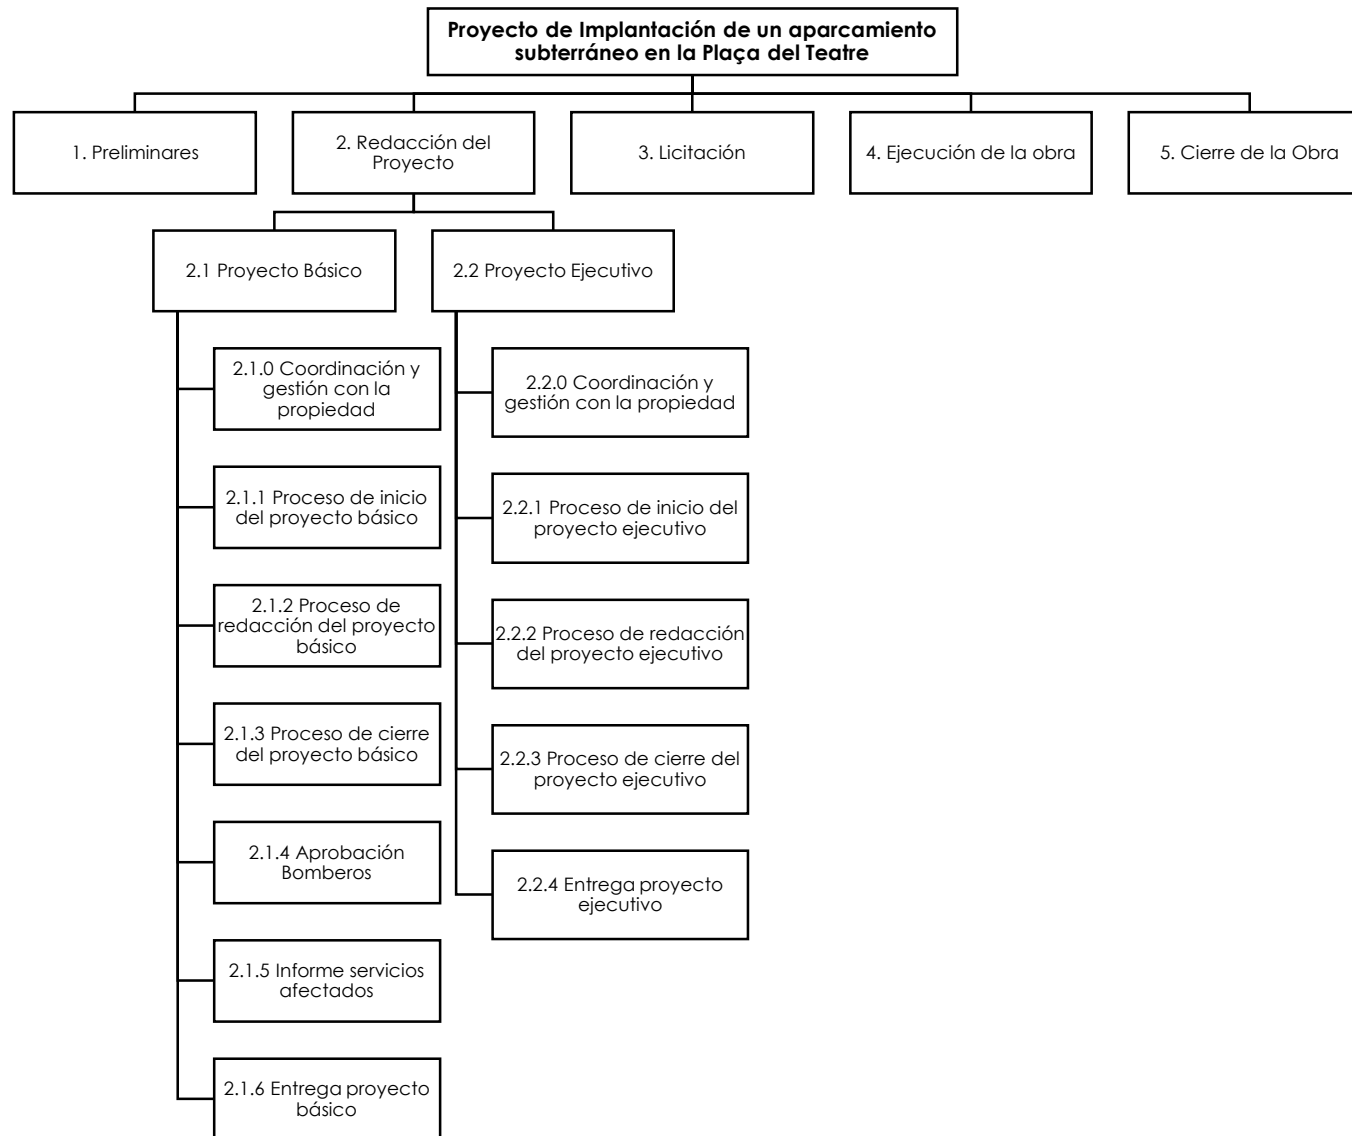 Proyecto de Implantación de un aparcamiento
subterráneo en la Plaça del Teatre
1. Preliminares
2. Redacción del
Proyecto
3. Licitación
4. Ejecución de la obra
5. Cierre de la Obra
2.1 Proyecto Básico
2.2 Proyecto Ejecutivo
2.1.0 Coordinación y
gestión con la
propiedad
2.1.1 Proceso de inicio
del proyecto básico
2.1.2 Proceso de
redacción del proyecto
básico
2.1.3 Proceso de cierre
del proyecto básico
2.1.4 Aprobación
Bomberos
2.1.5 Informe servicios
afectados
2.1.6 Entrega proyecto
básico
2.2.0 Coordinación y
gestión con la propiedad
2.2.1 Proceso de inicio del
proyecto ejecutivo
2.2.2 Proceso de redacción
del proyecto ejecutivo
2.2.3 Proceso de cierre del
proyecto ejecutivo
2.2.4 Entrega proyecto
ejecutivo